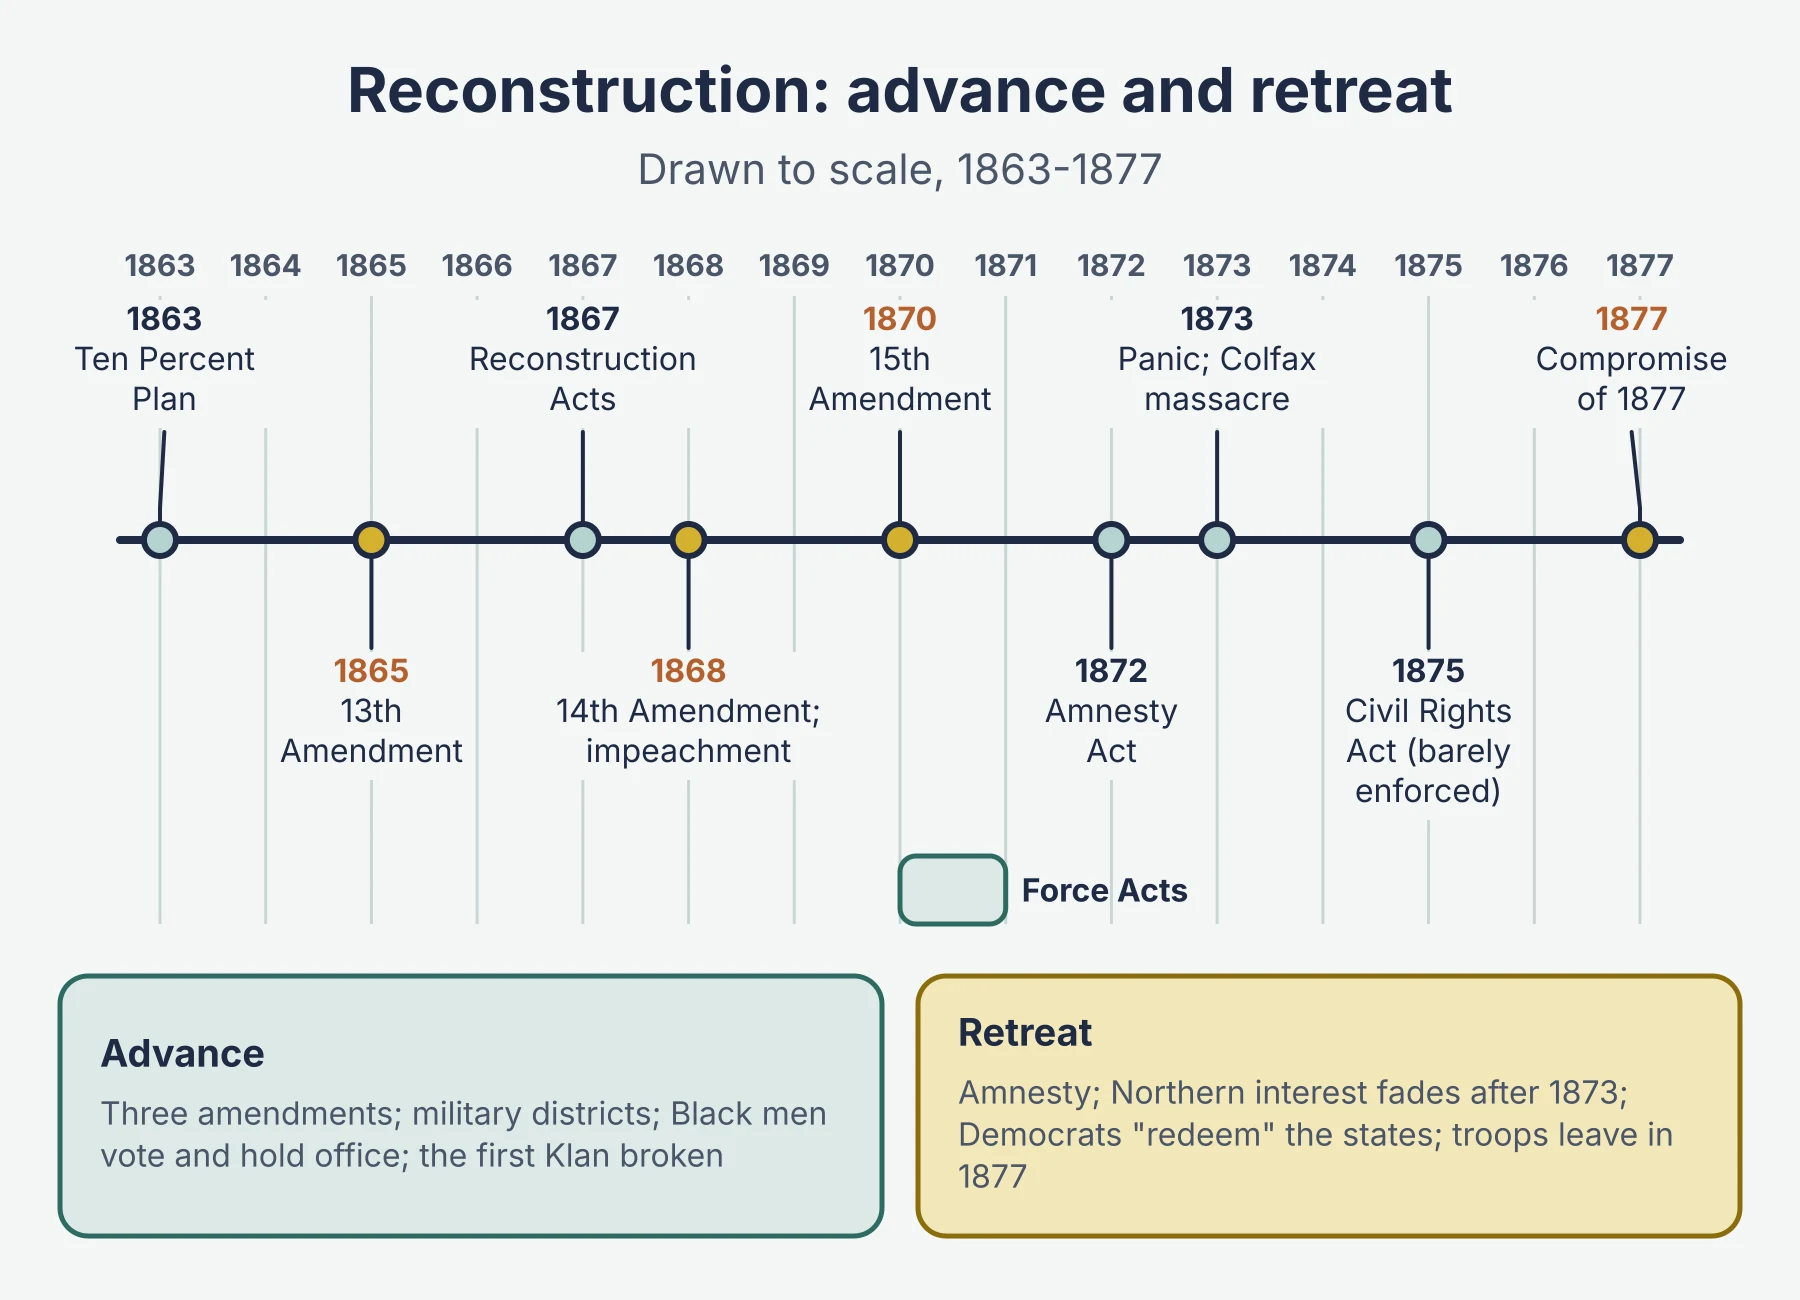 Reconstruction: advance and retreat
Drawn to scale, 1863-1877
1863 1864 1865 1866 1867 1868 1869 1870 1871 1872 1873 1874 1875 1876 1877
1863
Ten Percent
Plan
1867
Reconstruction
Acts
1870
15th
Amendment
1873
Panic; Colfax
massacre
1877
Compromise
of 1877
1865
13th
Amendment
1868
14th Amendment;
impeachment
1872
Amnesty
Act
1875
Civil Rights
Act (barely
enforced)
Force Acts
Advance
Three amendments; military districts; Black men
vote and hold office; the first Klan broken
Retreat
Amnesty; Northern interest fades after 1873;
Democrats "redeem" the states; troops leave in
1877